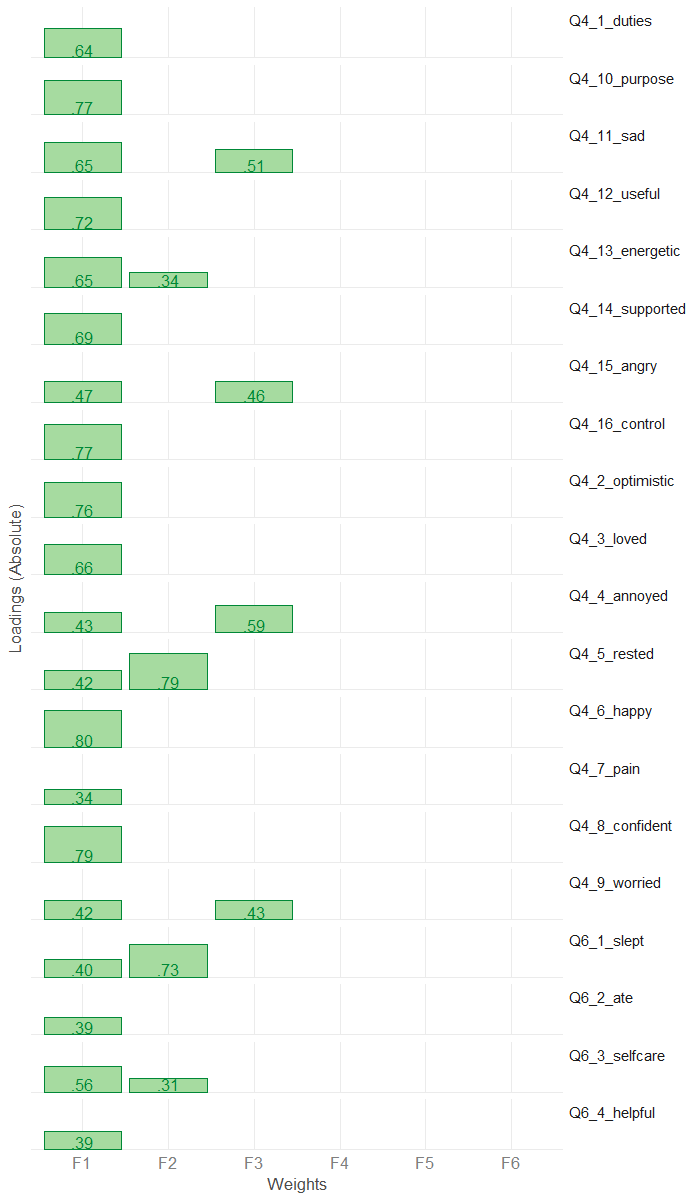 Q4_1_duties
.64
Q4_10_purpose
.77
Q4_11_sad
.65 .51
Q4_12_useful
.72
Q4_13_energetic
.65 .34
Q4_14_supported
.69
Q4_15_angry
.47 .46
Q4_16_control
.77
Q4_2_optimistic
.76
Q4_3_loved
.66
Q4_4_annoyed
.43 .59
Q4_5_rested
.42 .79
Q4_6_happy
.80
Q4_7_pain
.34
Q4_8_confident
.79
Q4_9_worried
.42 .43
Q6_1_slept
.40 .73
Q6_2_ate
.39
Q6_3_selfcare
.56 .31
Q6_4_helpful
.39
Loadings (Absolute)
F1 F2 F3 F4 F5 F6
Weights